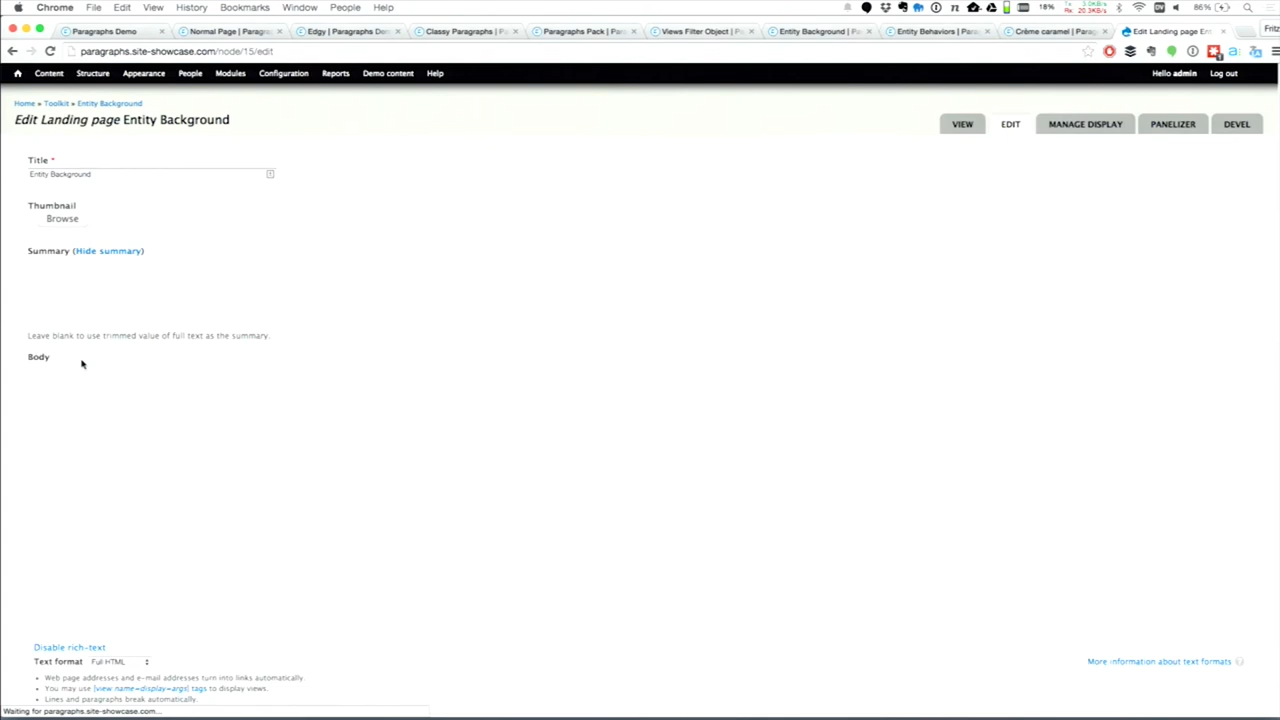 Chrome File Edit View History Bookmarks Window People Help 18% 86%
Paragraphs Demo Normal Page | Paragra Edgy | Paragraphs Dem Classy Paragraphs | P Paragraphs Pack | Par Views Filter Object | Pa Entity Background | Pa Entity Behaviors | Para Crème caramel | Parag Edit Landing page Ent Fritz
paragraphs.site-showcase.com/node/15/edit
Content Structure Appearance People Modules Configuration Reports Demo content Help Hello admin Log out
Home » Toolkit » Entity Background
Edit Landing page Entity Background
VIEW EDIT MANAGE DISPLAY PANELIZER DEVEL
Title *
Entity Background
Thumbnail
Browse
Summary (Hide summary)
Leave blank to use trimmed value of full text as the summary.
Body
Disable rich-text
Text format Full HTML More information about text formats
Web page addresses and e-mail addresses turn into links automatically.
You may use [view:name=display=args] tags to display views.
Lines and paragraphs break automatically.
Waiting for paragraphs.site-showcase.com...